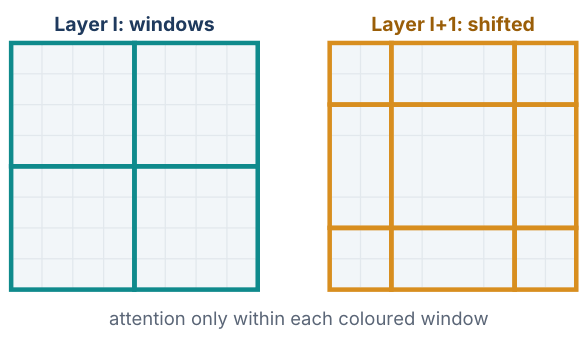 Layer l: windows
Layer l+1: shifted
attention only within each coloured window